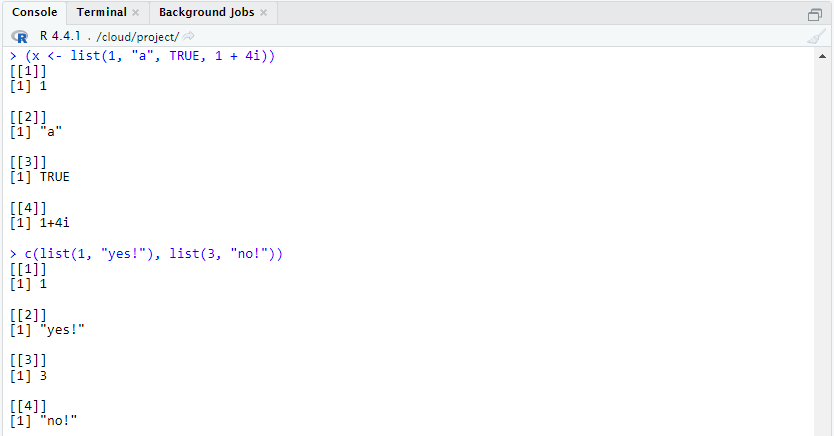 Console Terminal × Background Jobs ×
R R 4.4.1 . /cloud/project/
> (x <- list(1, "a", TRUE, 1 + 4i))
[[1]]
[1] 1
[[2]]
[1] "a"
[[3]]
[1] TRUE
[[4]]
[1] 1+4i
> c(list(1, "yes!"), list(3, "no!"))
[[1]]
[1] 1
[[2]]
[1] "yes!"
[[3]]
[1] 3
[[4]]
[1] "no!"